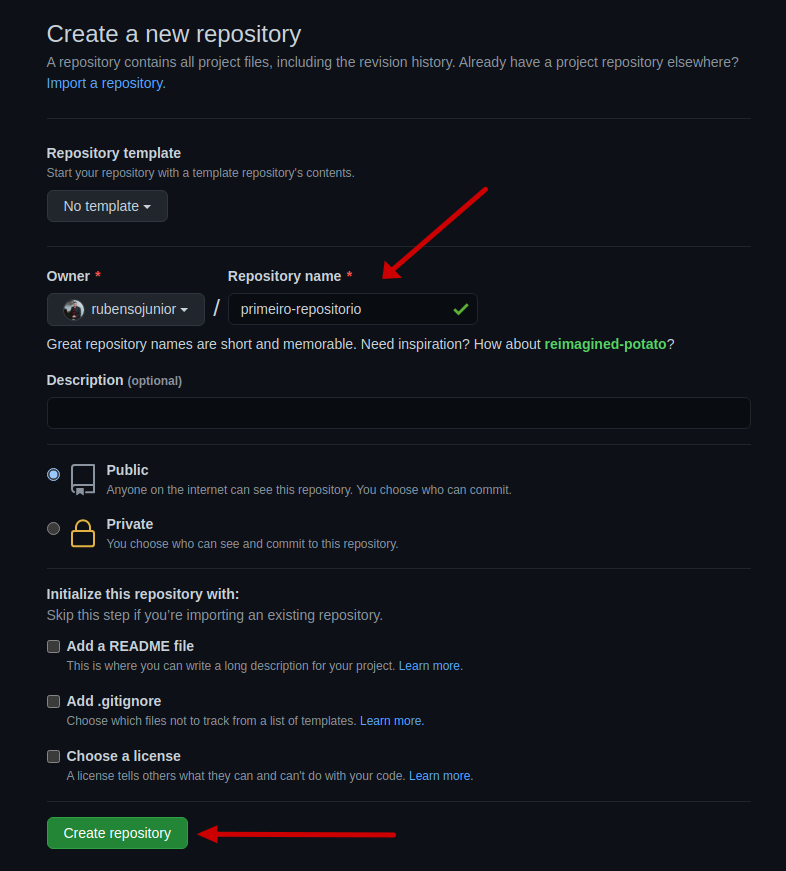 Create a new repository
A repository contains all project files, including the revision history. Already have a project repository elsewhere?
Import a repository.
Repository template
Start your repository with a template repository's contents.
No template
Owner * Repository name *
rubensojunior / primeiro-repositorio
Great repository names are short and memorable. Need inspiration? How about reimagined-potato?
Description (optional)
Public
Anyone on the internet can see this repository. You choose who can commit.
Private
You choose who can see and commit to this repository.
Initialize this repository with:
Skip this step if you're importing an existing repository.
Add a README file
This is where you can write a long description for your project. Learn more.
Add .gitignore
Choose which files not to track from a list of templates. Learn more.
Choose a license
A license tells others what they can and can't do with your code. Learn more.
Create repository